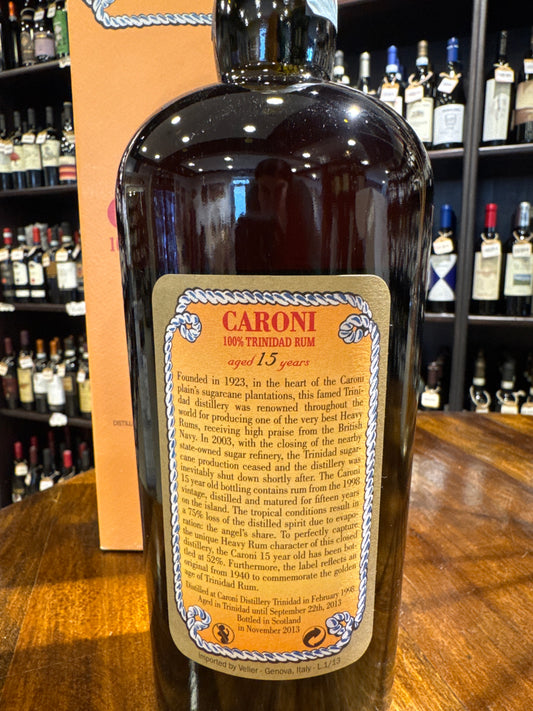 CARONI
100% TRINIDAD RUM
aged 15 years
Founded in 1923, in the heart of the Caroni
plain's sugarcane plantations, this famed Trini-
dad distillery was renowned throughout the
world for producing one of the very best Heavy
Rums, receiving high praise from the British
Navy. In 2003, with the closing of the nearby
state-owned sugar refinery, the Trinidad sugar-
cane production ceased and the distillery was
inevitably shut down shortly after. The Caroni
15 year old bottling contains rum from the 1998
vintage, distilled and matured for fifteen years
on the island. The tropical conditions result in
a 75% loss of the distilled spirit due to evapo-
ration: the angel's share. To perfectly capture
the unique Heavy Rum character of this closed
distillery, the Caroni 15 year old has been bot-
tled at 52%. Furthermore, the label reflects an
original from 1940 to commemorate the golden
age of Trinidad Rum.
Distilled at Caroni Distillery Trinidad in February 1998
Aged in Trinidad until September 22th, 2013
Bottled in Scotland
in November 2013
Imported by Velier - Genova, Italy - L.1/13